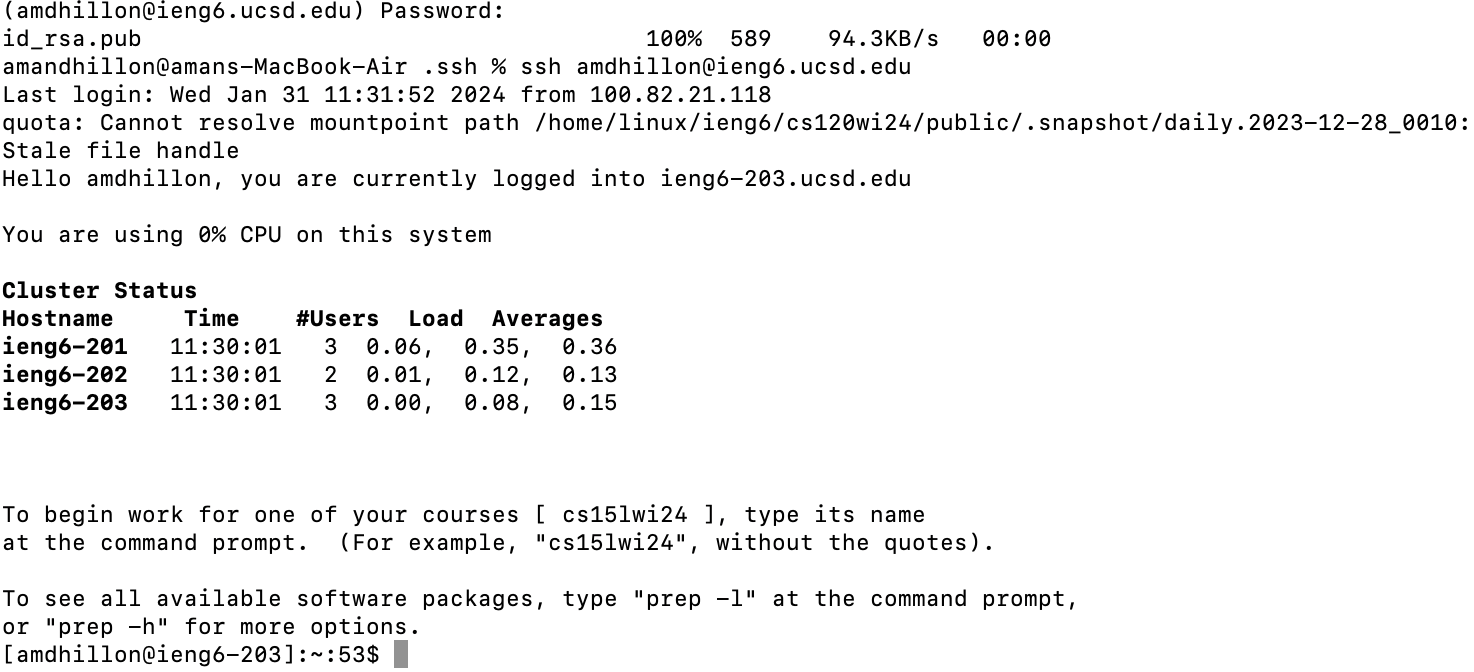 (amdhillon@ieng6.ucsd.edu) Password:
id_rsa.pub                                    100%  589    94.3KB/s   00:00
amandhillon@amans-MacBook-Air .ssh % ssh amdhillon@ieng6.ucsd.edu
Last login: Wed Jan 31 11:31:52 2024 from 100.82.21.118
quota: Cannot resolve mountpoint path /home/linux/ieng6/cs120wi24/public/.snapshot/daily.2023-12-28_0010:
Stale file handle
Hello amdhillon, you are currently logged into ieng6-203.ucsd.edu

You are using 0% CPU on this system

Cluster Status
Hostname     Time    #Users  Load  Averages
ieng6-201   11:30:01   3  0.06,  0.35,  0.36
ieng6-202   11:30:01   2  0.01,  0.12,  0.13
ieng6-203   11:30:01   3  0.00,  0.08,  0.15

To begin work for one of your courses [ cs15lwi24 ], type its name
at the command prompt.  (For example, "cs15lwi24", without the quotes).

To see all available software packages, type "prep -l" at the command prompt,
or "prep -h" for more options.
[amdhillon@ieng6-203]:~:53$